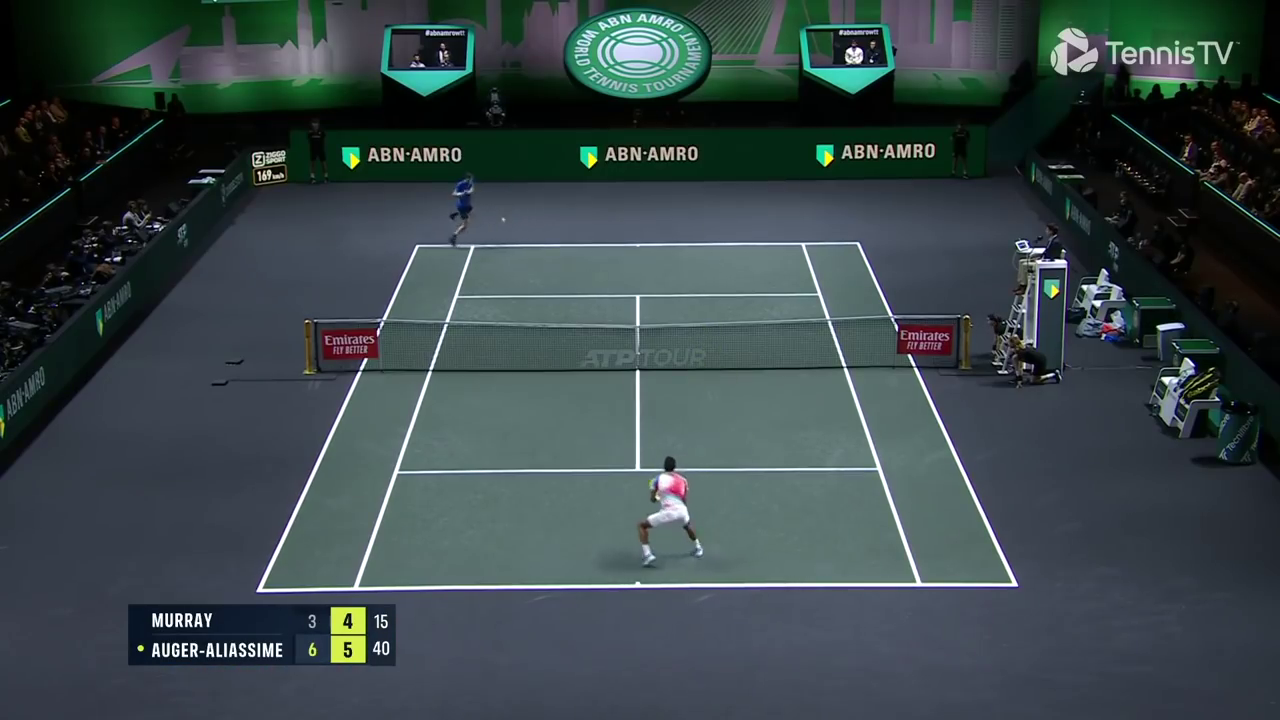 #abnamrowtt
ABN AMRO
WORLD TENNIS TOURNAMENT
#abnamrowtt
TennisTV
ZIGGO
SPORT
169 km/h
ABN·AMRO
ABN·AMRO
ABN·AMRO
Emirates
FLY BETTER
ATP TOUR
Emirates
FLY BETTER
ABN·AMRO
ABN·AMRO
MURRAY 3 4 15
AUGER-ALIASSIME 6 5 40